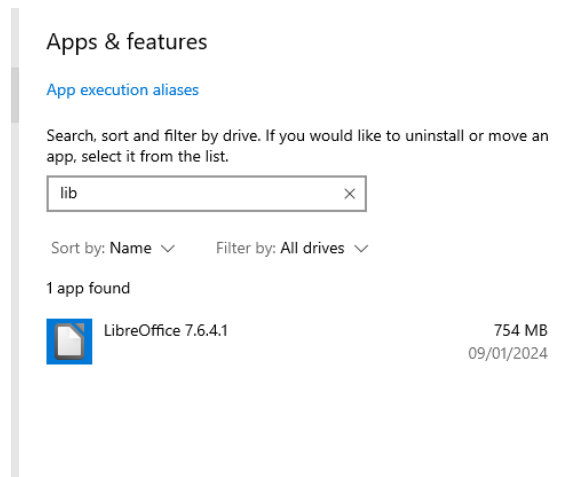 Apps & features
App execution aliases
Search, sort and filter by drive. If you would like to uninstall or move an
app, select it from the list.
lib
Sort by: Name Filter by: All drives
1 app found
LibreOffice 7.6.4.1 754 MB
09/01/2024